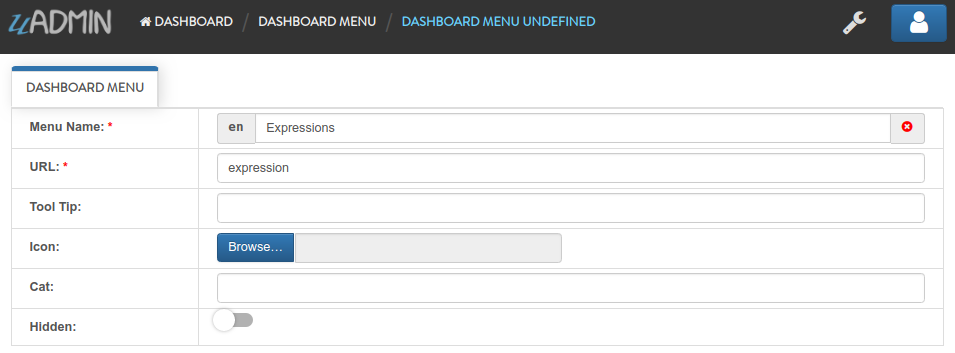 uADMIN DASHBOARD / DASHBOARD MENU / DASHBOARD MENU UNDEFINED
DASHBOARD MENU
Menu Name: * en Expressions
URL: * expression
Tool Tip:
Icon: Browse...
Cat:
Hidden: